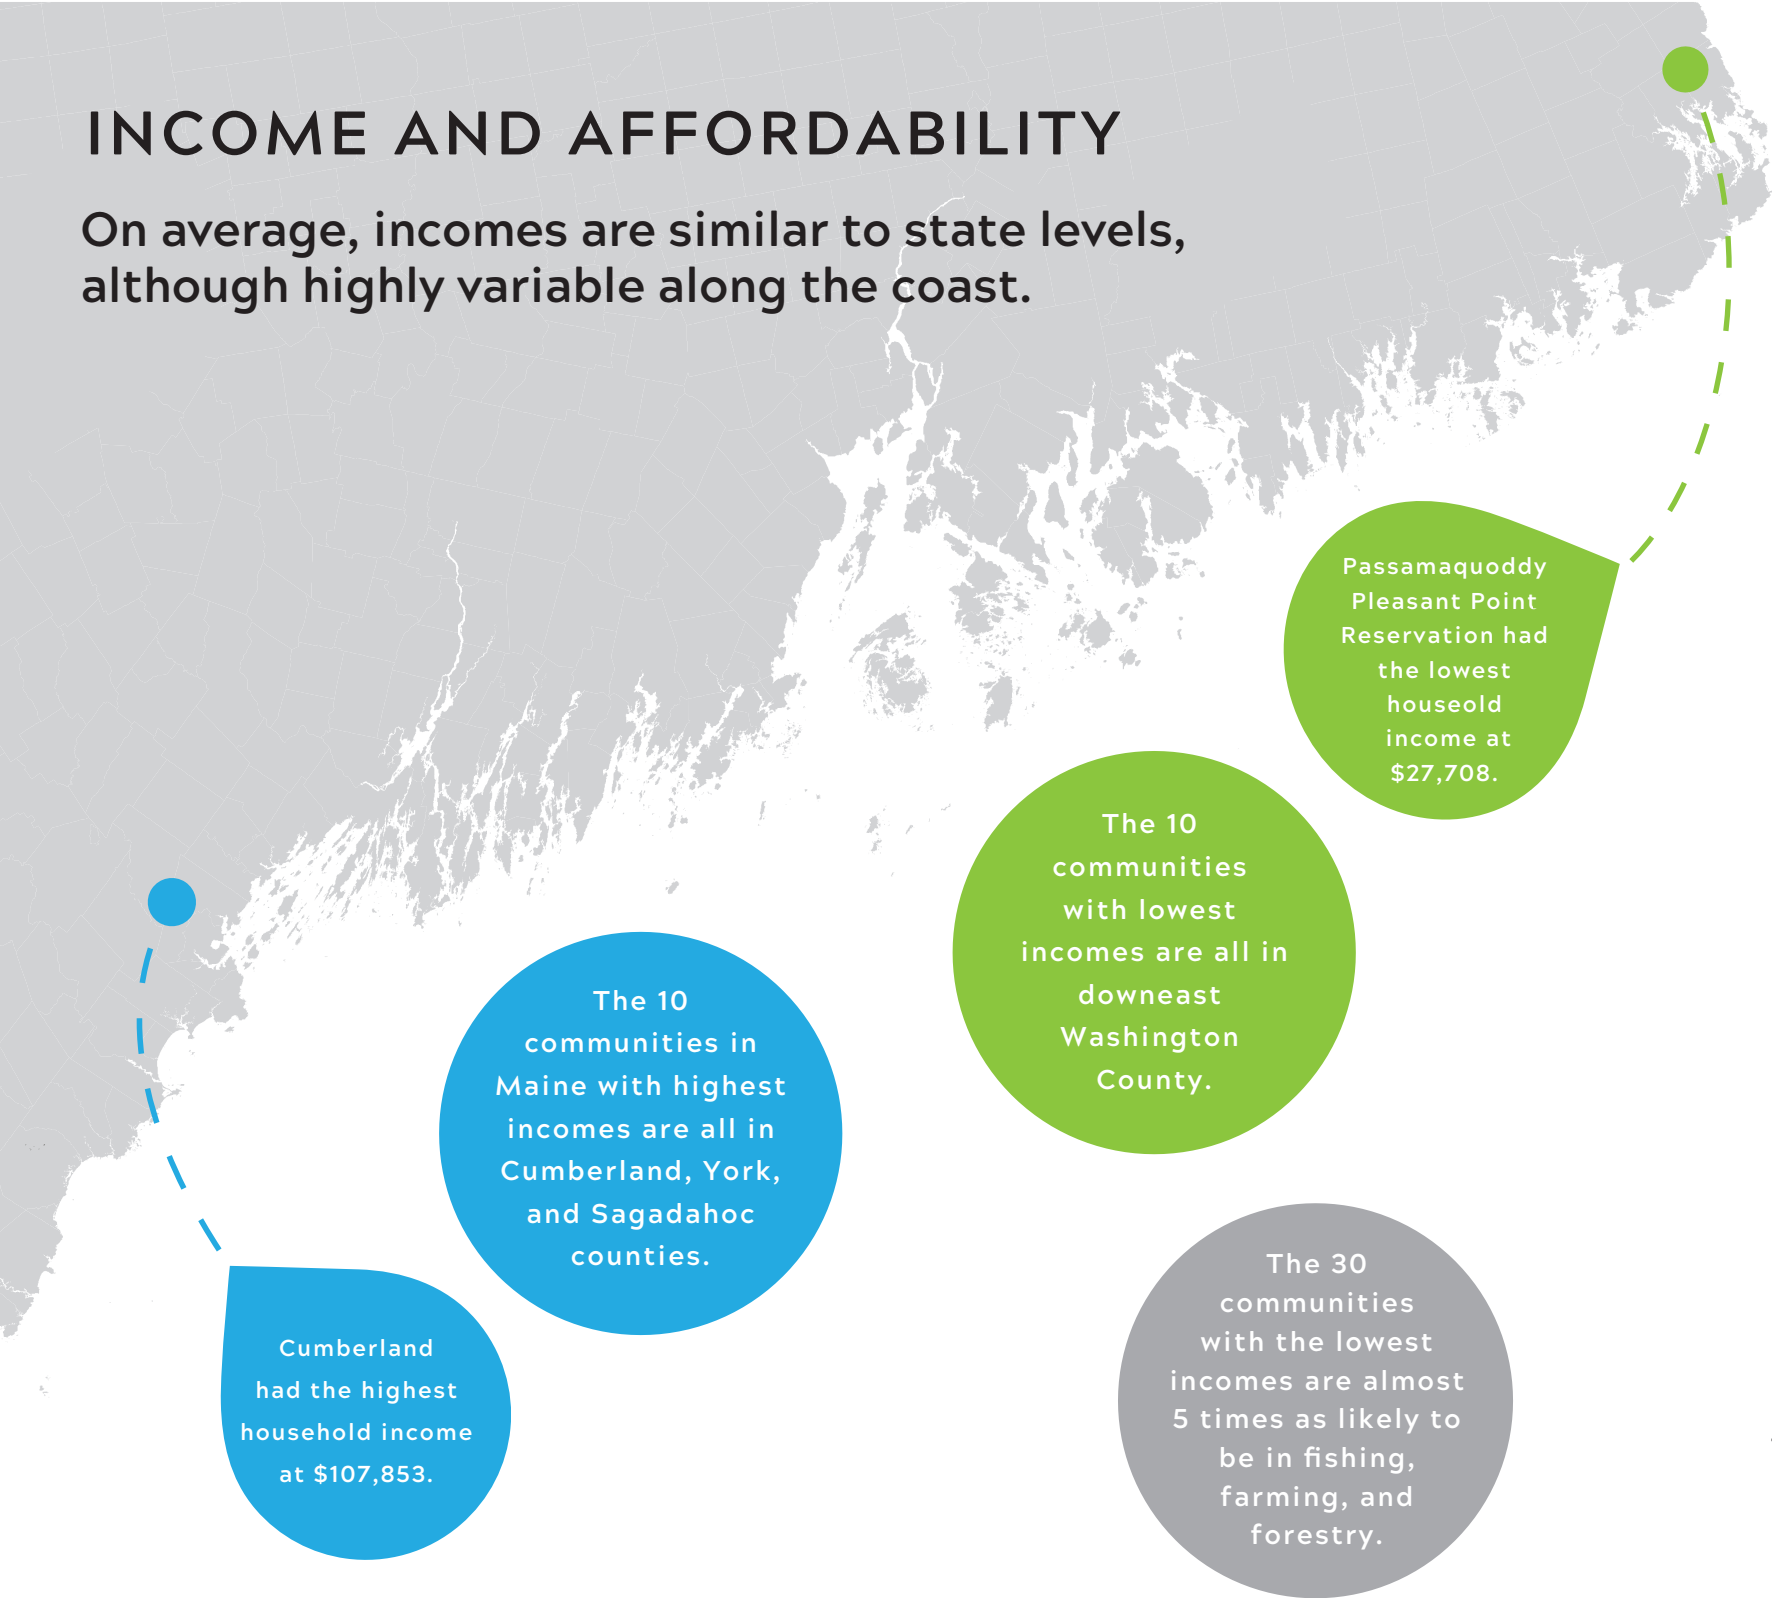 INCOME AND AFFORDABILITY
On average, incomes are similar to state levels,
although highly variable along the coast.
Passamaquoddy
Pleasant Point
Reservation had
the lowest
houseold
income at
$27,708.
The 10
communities
with lowest
incomes are all in
downeast
Washington
County.
The 10
communities in
Maine with highest
incomes are all in
Cumberland, York,
and Sagadahoc
counties.
The 30
communities
with the lowest
incomes are almost
5 times as likely to
be in fishing,
farming, and
forestry.
Cumberland
had the highest
household income
at $107,853.